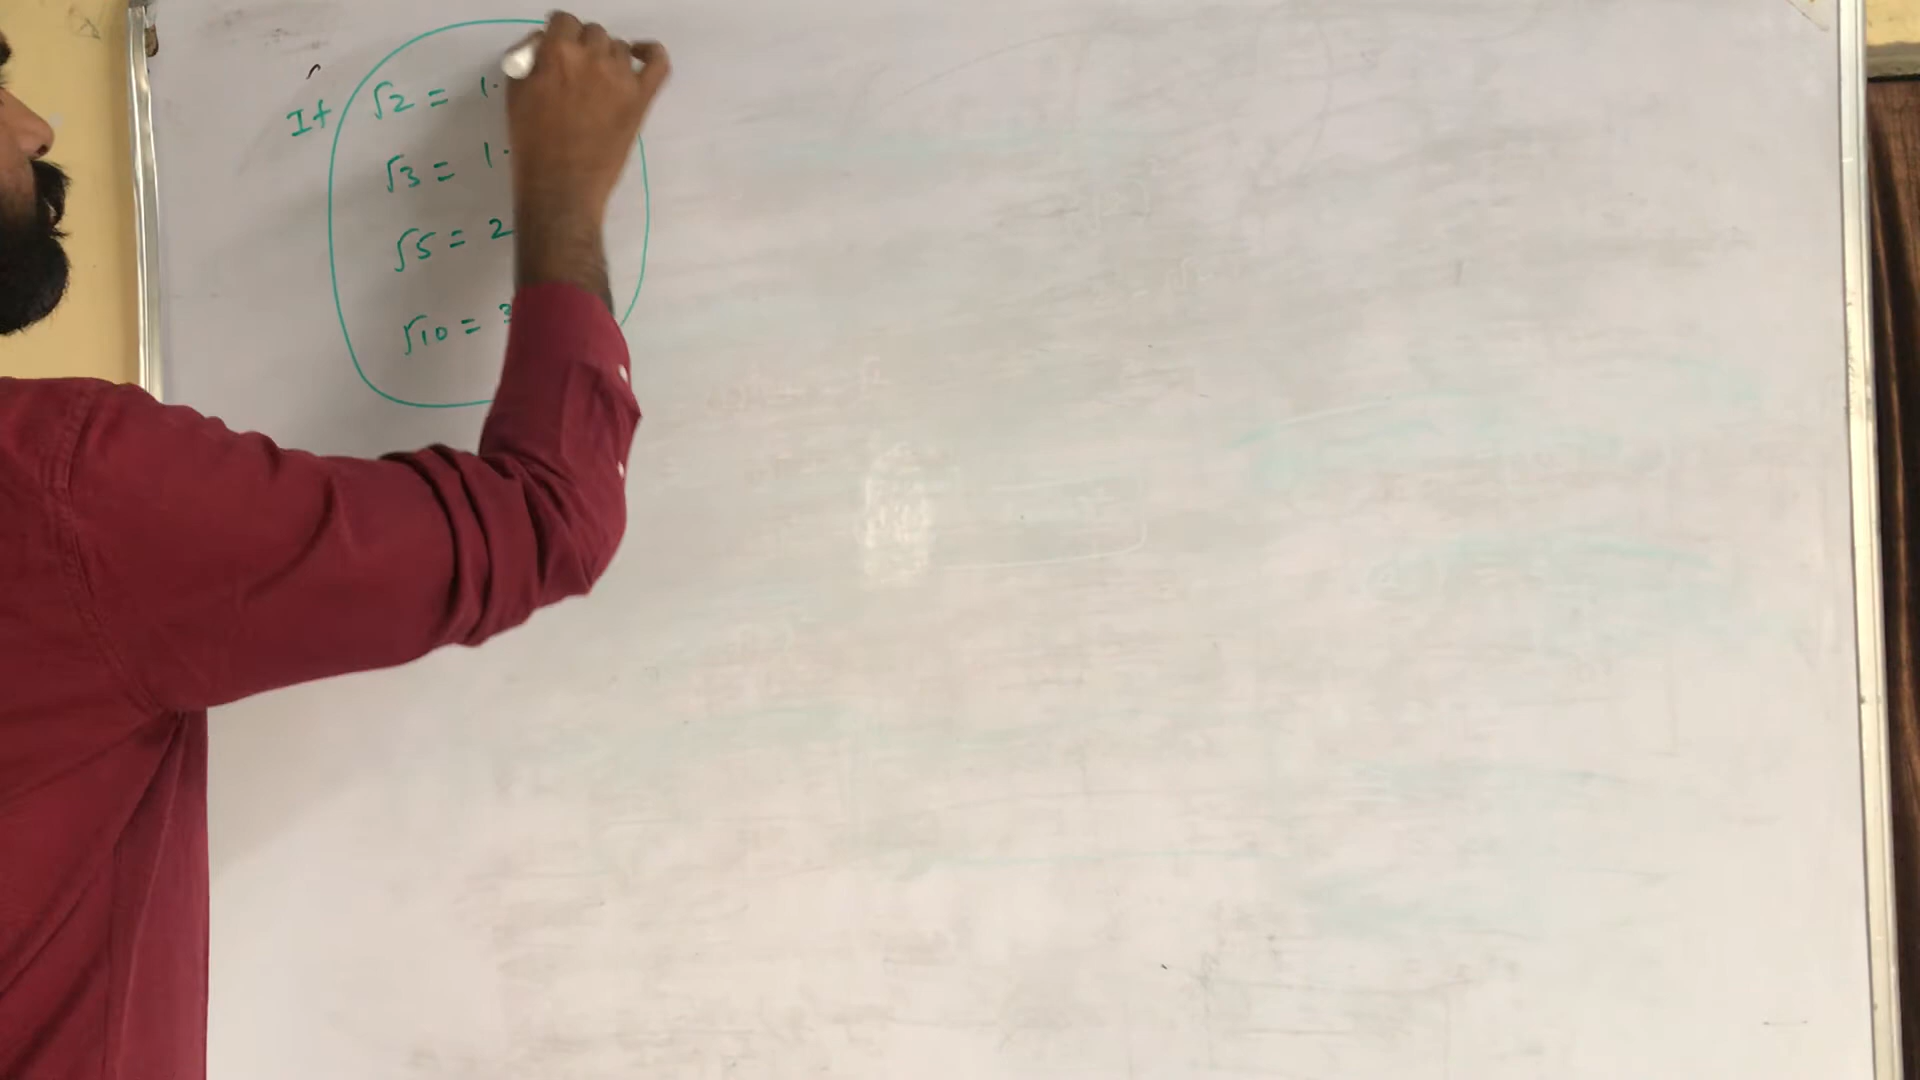 If √2 = 1.
√3 = 1.
√5 = 2
√10 = 3